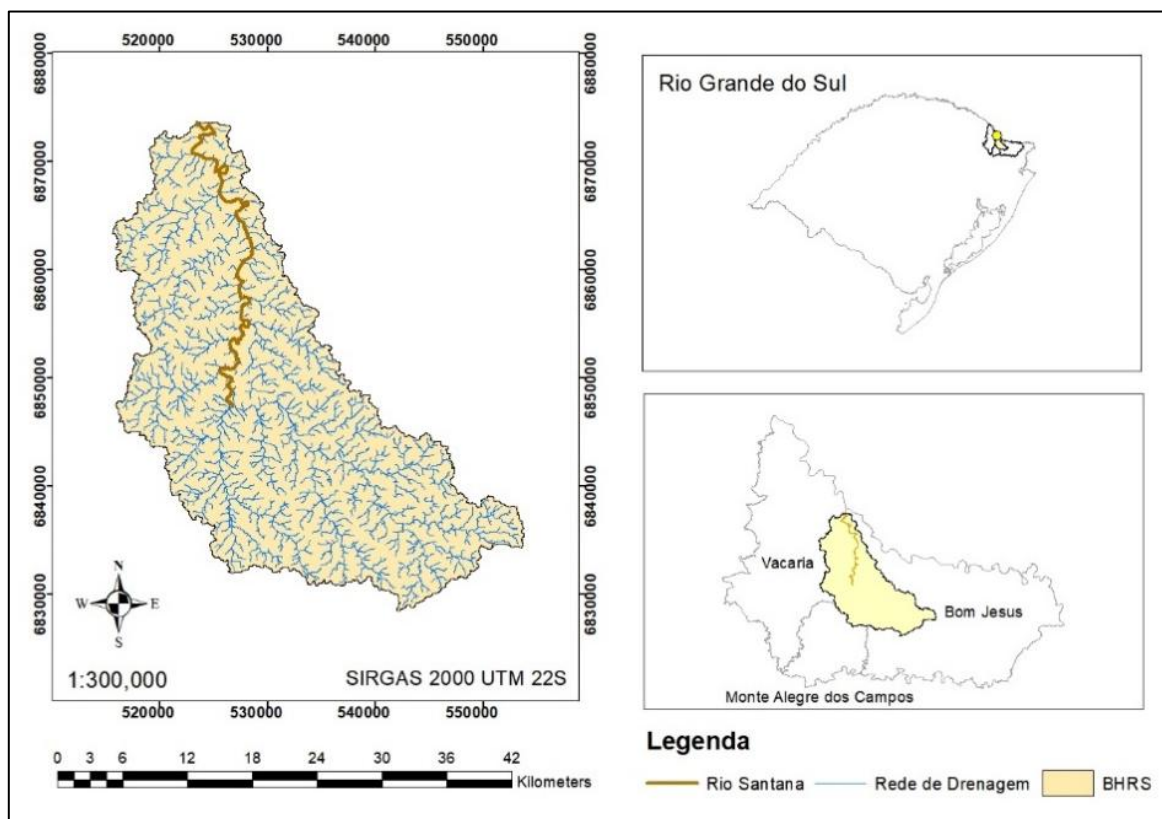 520000 530000 540000 550000
6880000 6880000
6870000 6870000
6860000 6860000
6850000 6850000
6840000 6840000
6830000 6830000
N
W E
S
1:300,000 SIRGAS 2000 UTM 22S
520000 530000 540000 550000
0 3 6 12 18 24 30 36 42
Kilometers
Rio Grande do Sul
Vacaria
Bom Jesus
Monte Alegre dos Campos
Legenda
Rio Santana Rede de Drenagem BHRS